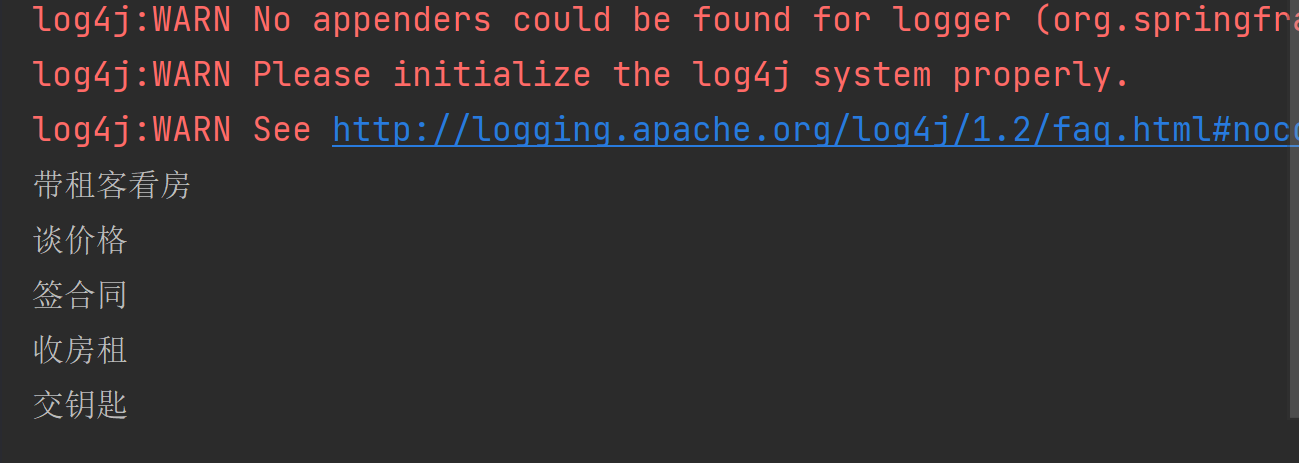 log4j:WARN No appenders could be found for logger (org.springfra
log4j:WARN Please initialize the log4j system properly.
log4j:WARN See http://logging.apache.org/log4j/1.2/faq.html#noco
带租客看房
谈价格
签合同
收房租
交钥匙